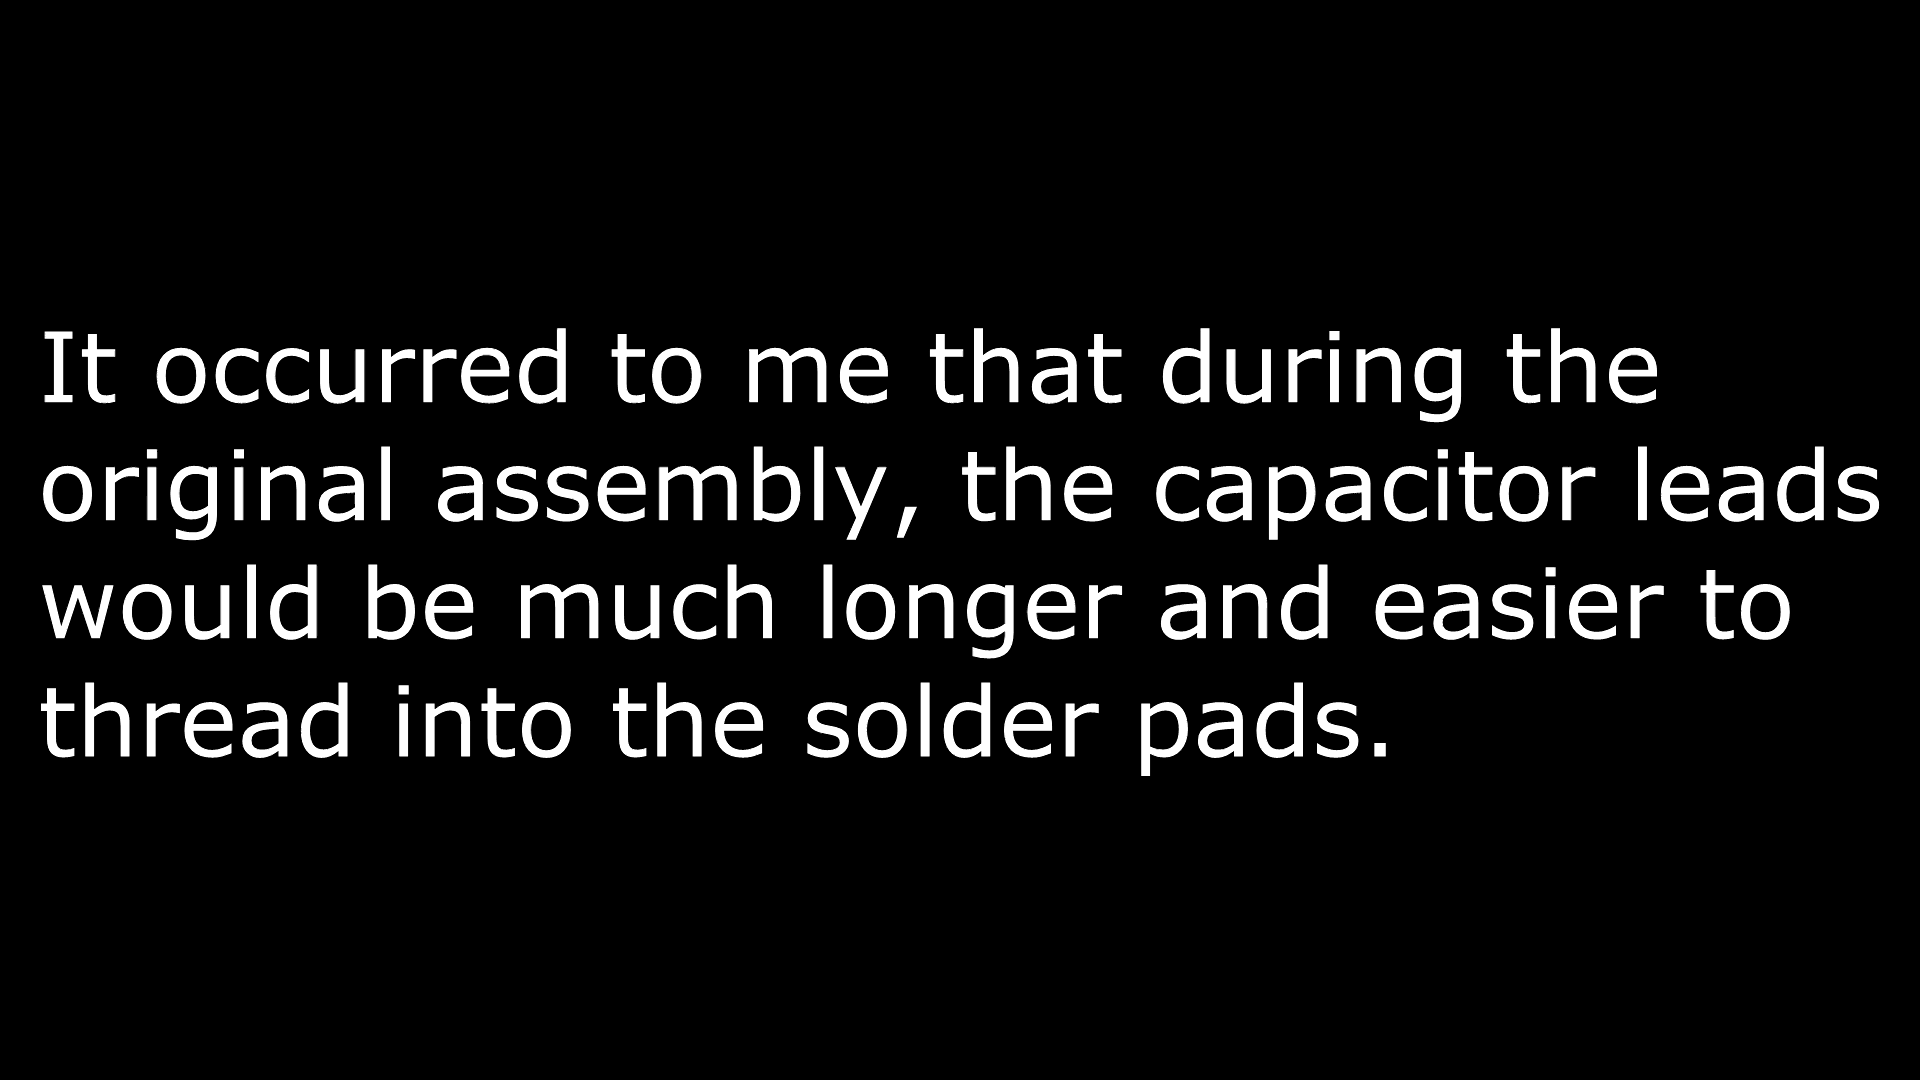 It occurred to me that during the
original assembly, the capacitor leads
would be much longer and easier to
thread into the solder pads.